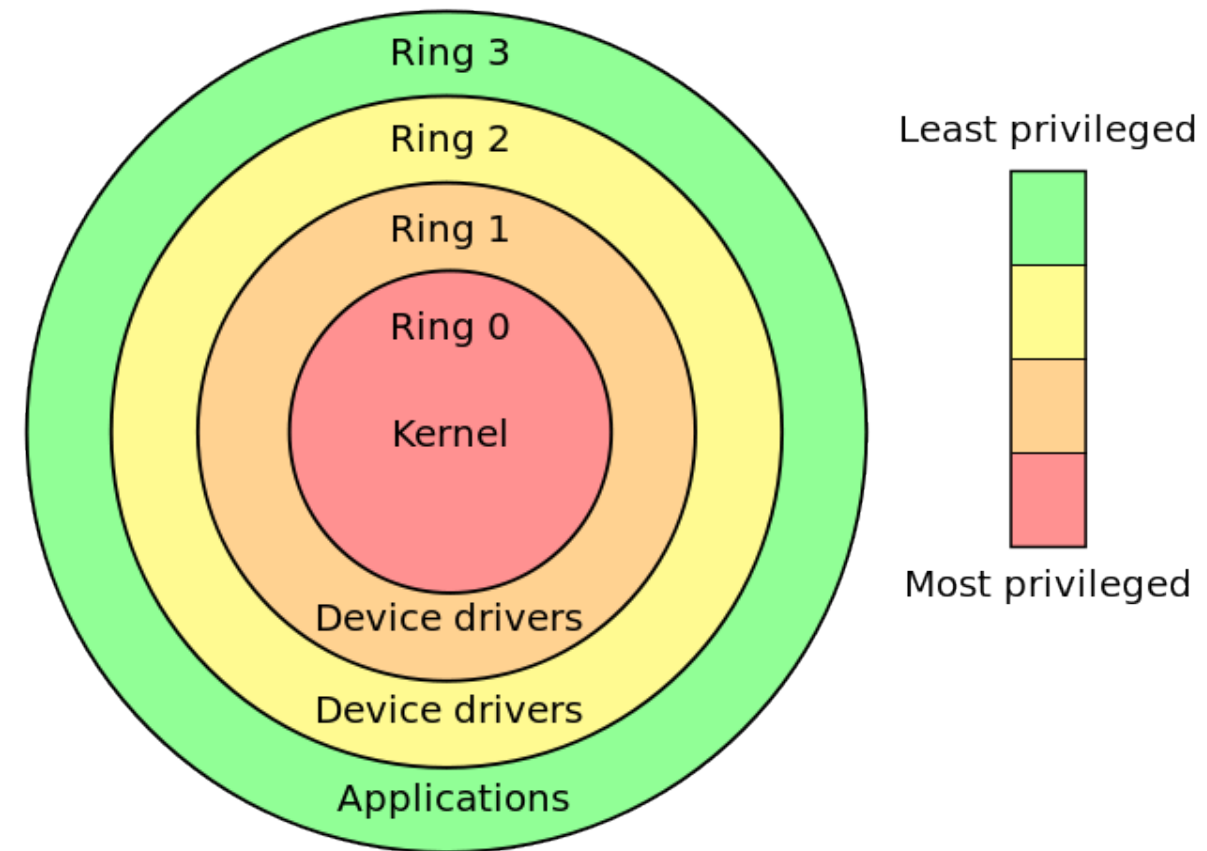 Ring 3
Ring 2
Ring 1
Ring 0
Kernel
Device drivers
Device drivers
Applications
Least privileged
Most privileged